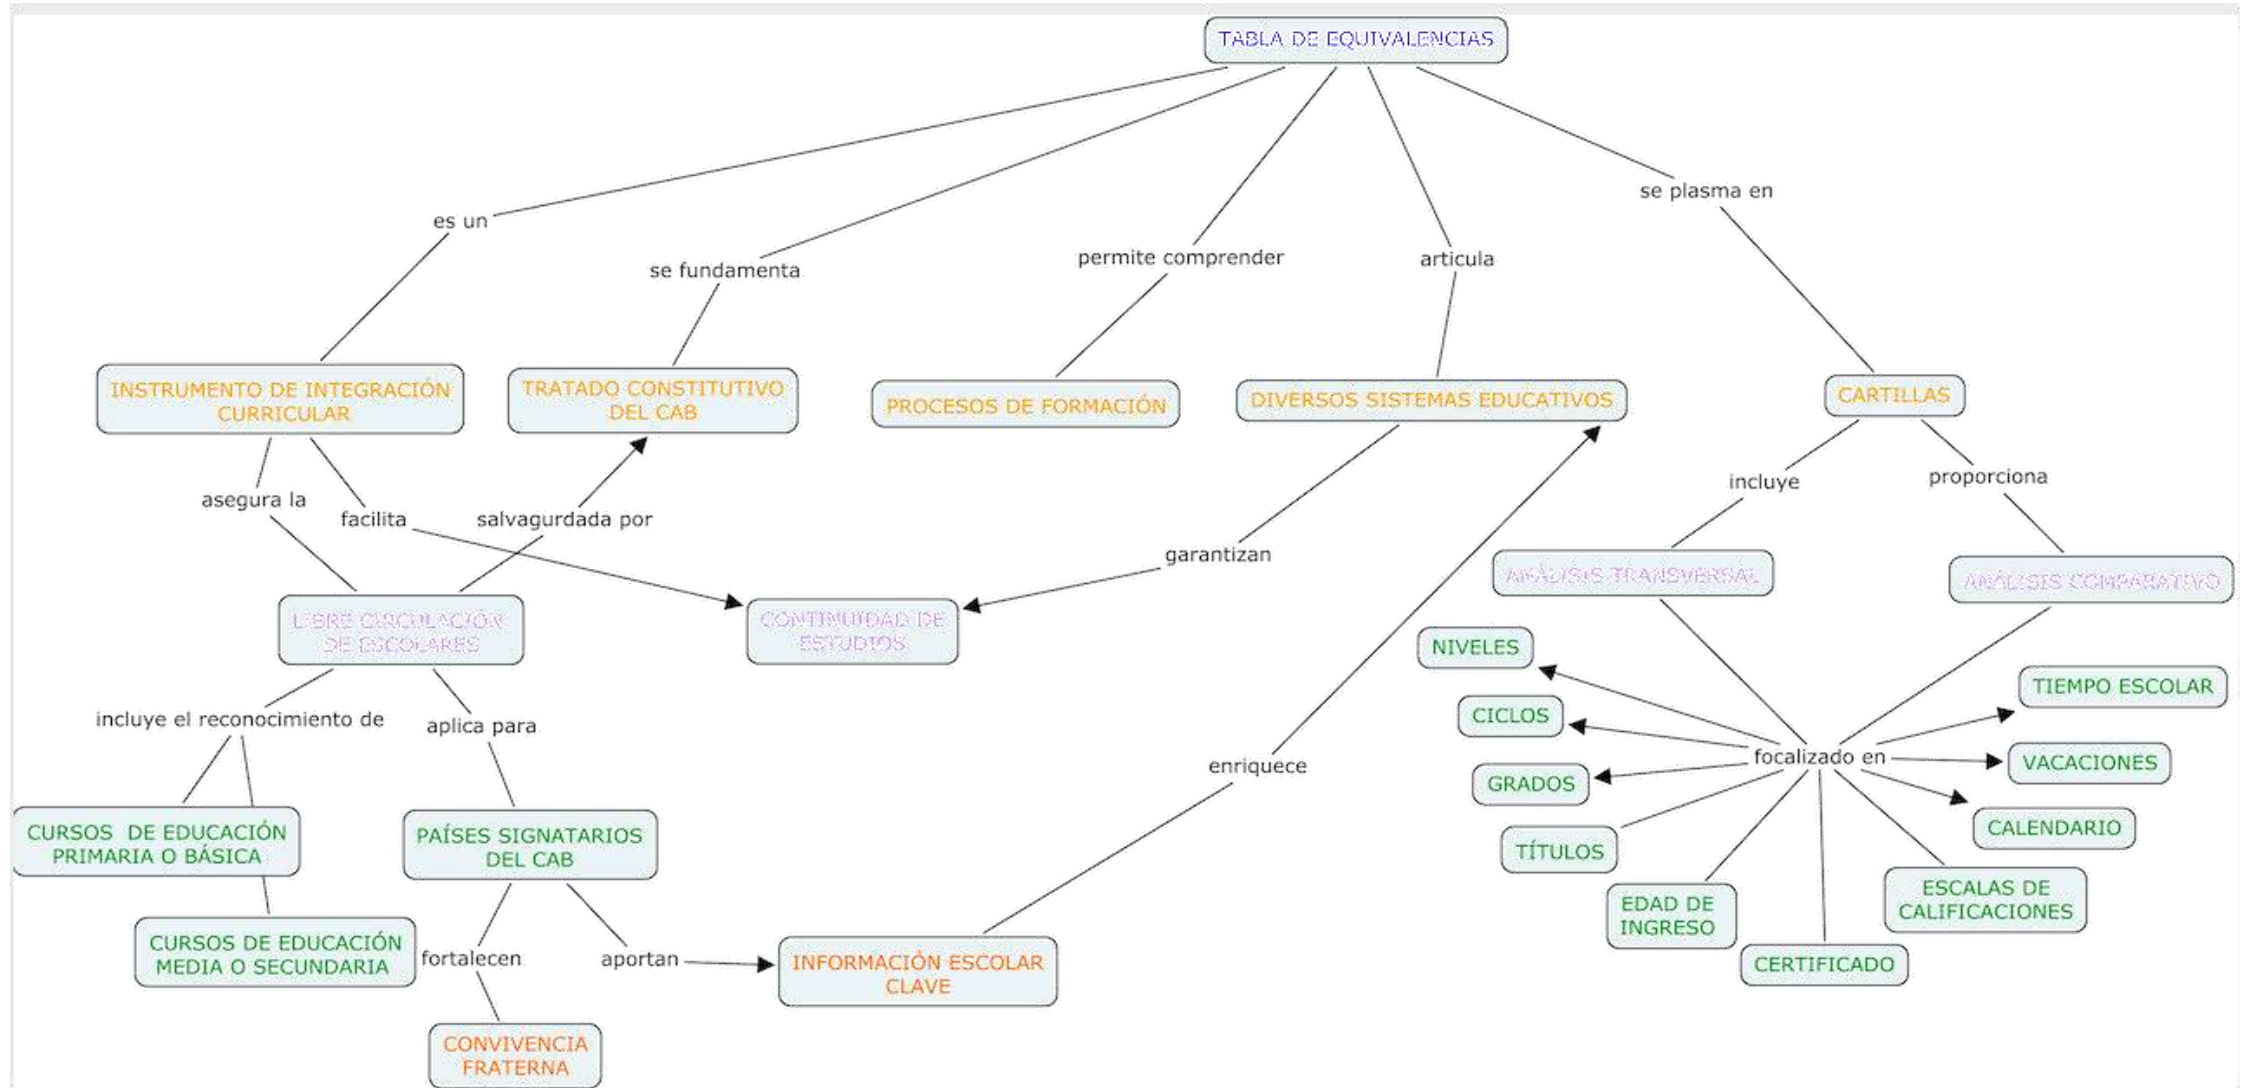 TABLA DE EQUIVALENCIAS
se plasma en
es un
permite comprender
articula
se fundamenta
INSTRUMENTO DE INTEGRACIÓN
CURRICULAR
TRATADO CONSTITUTIVO
DEL CAB
PROCESOS DE FORMACIÓN
DIVERSOS SISTEMAS EDUCATIVOS
CARTILLAS
asegura la
facilita
salvagurdada por
garantizan
incluye
proporciona
ANÁLISIS TRANSVERSAL
ANÁLISIS COMPARATIVO
LIBRE CIRCULACIÓN
DE ESCOLARES
CONTINUIDAD DE
ESTUDIOS
NIVELES
TIEMPO ESCOLAR
CICLOS
incluye el reconocimiento de
aplica para
enriquece
focalizado en
VACACIONES
GRADOS
CALENDARIO
TÍTULOS
CURSOS DE EDUCACIÓN
PRIMARIA O BÁSICA
PAÍSES SIGNATARIOS
DEL CAB
ESCALAS DE
CALIFICACIONES
EDAD DE
INGRESO
CERTIFICADO
CURSOS DE EDUCACIÓN
MEDIA O SECUNDARIA
fortalecen
aportan
INFORMACIÓN ESCOLAR
CLAVE
CONVIVENCIA
FRATERNA